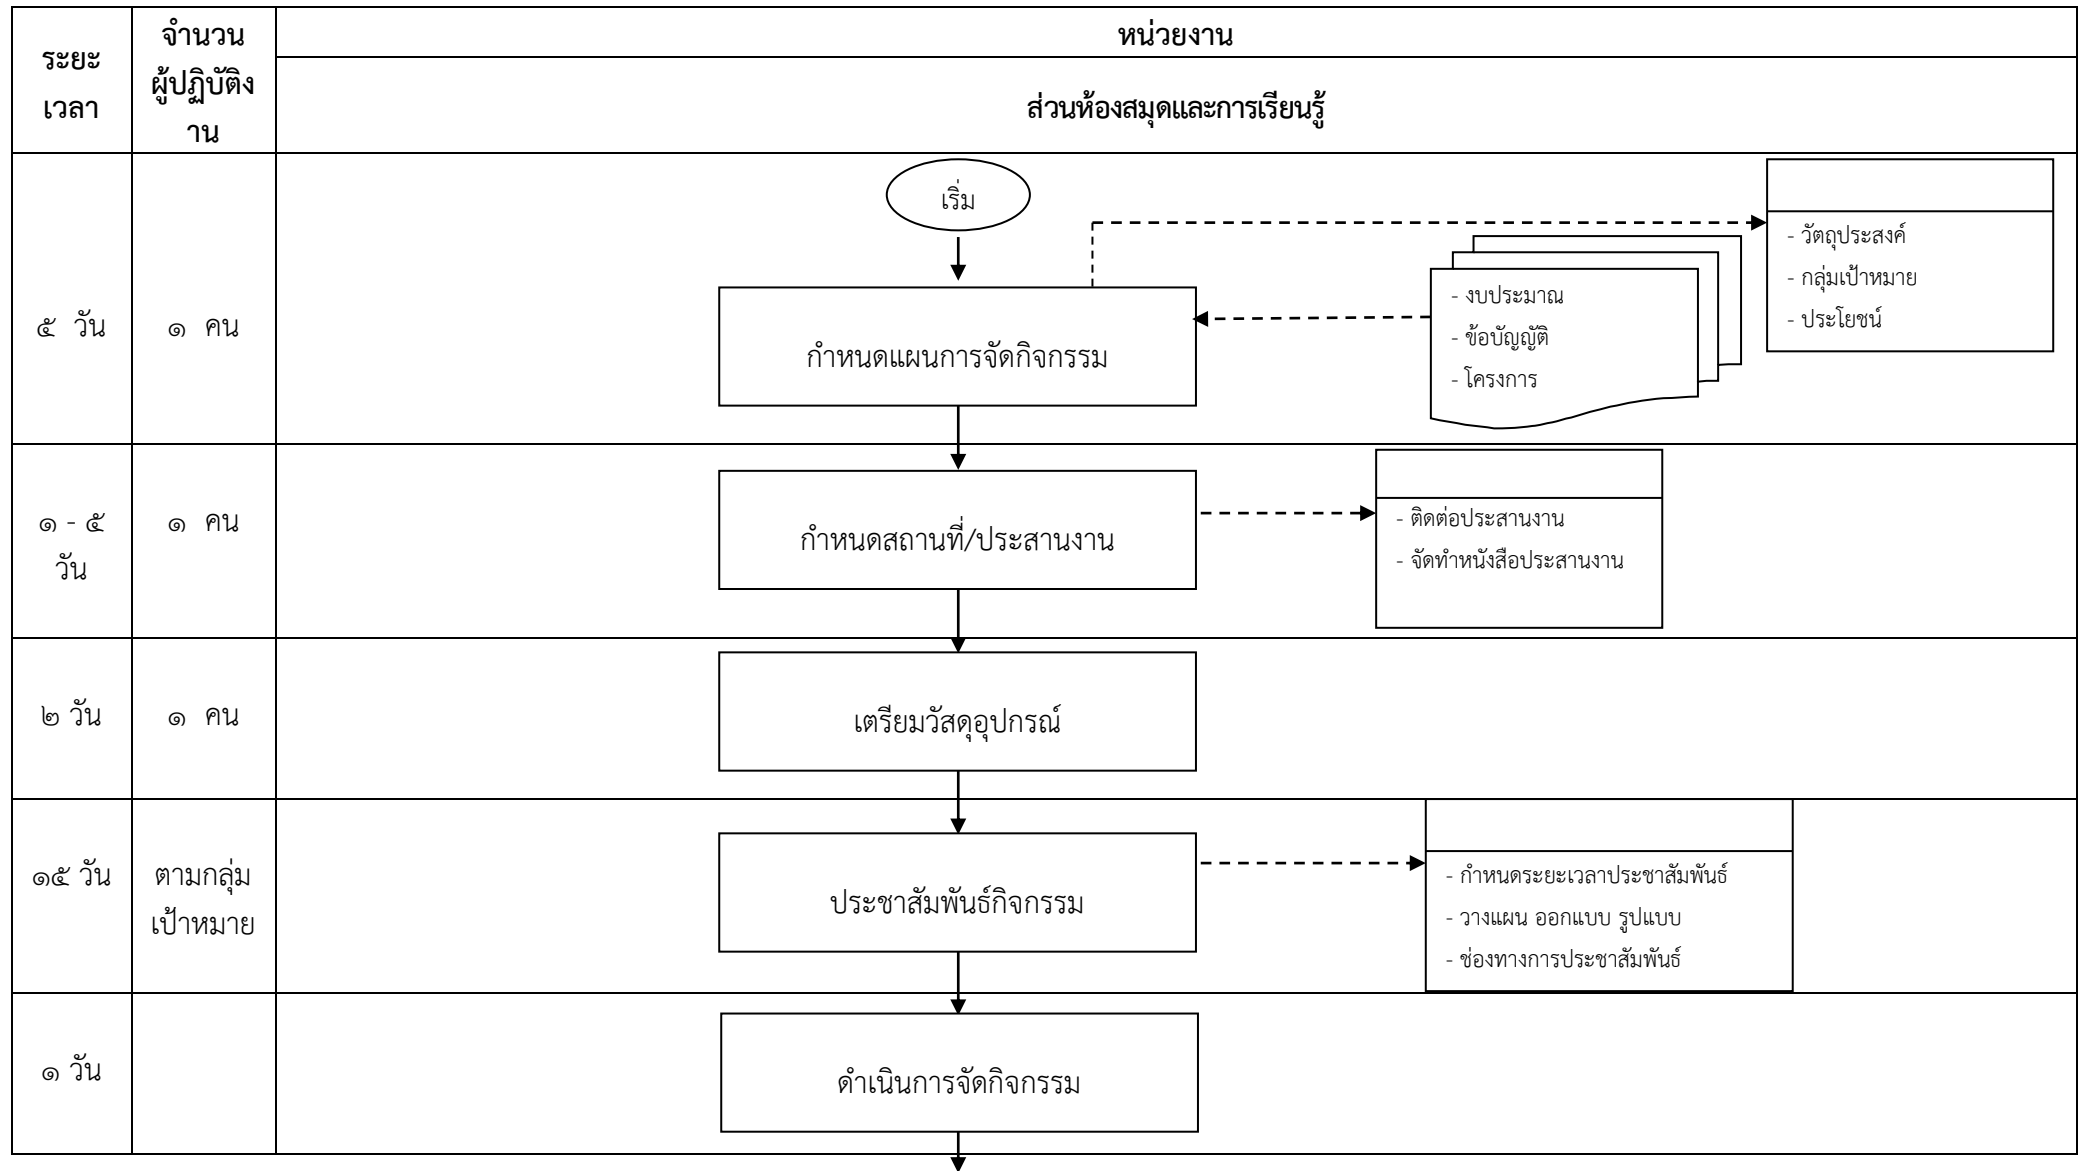 ระยะ
เวลา
จำนวน
ผู้ปฏิบัติง
าน
หน่วยงาน
ส่วนห้องสมุดและการเรียนรู้
๕ วัน
๑ คน
เริ่ม
กำหนดแผนการจัดกิจกรรม
- งบประมาณ
- ข้อบัญญัติ
- โครงการ
- วัตถุประสงค์
- กลุ่มเป้าหมาย
- ประโยชน์
๑ - ๕
วัน
๑ คน
กำหนดสถานที่/ประสานงาน
- ติดต่อประสานงาน
- จัดทำหนังสือประสานงาน
๒ วัน
๑ คน
เตรียมวัสดุอุปกรณ์
๑๕ วัน
ตามกลุ่ม
เป้าหมาย
ประชาสัมพันธ์กิจกรรม
- กำหนดระยะเวลาประชาสัมพันธ์
- วางแผน ออกแบบ รูปแบบ
- ช่องทางการประชาสัมพันธ์
๑ วัน
ดำเนินการจัดกิจกรรม